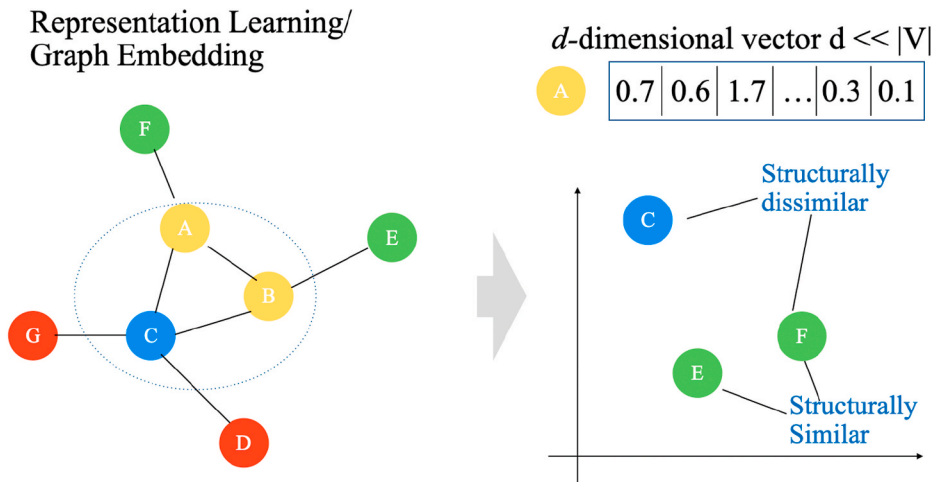 Representation Learning/
Graph Embedding
d-dimensional vector d << |V|
A 0.7 0.6 1.7 ... 0.3 0.1
F
A
E
B
G
C
D
Structurally
dissimilar
C
F
E
Structurally
Similar